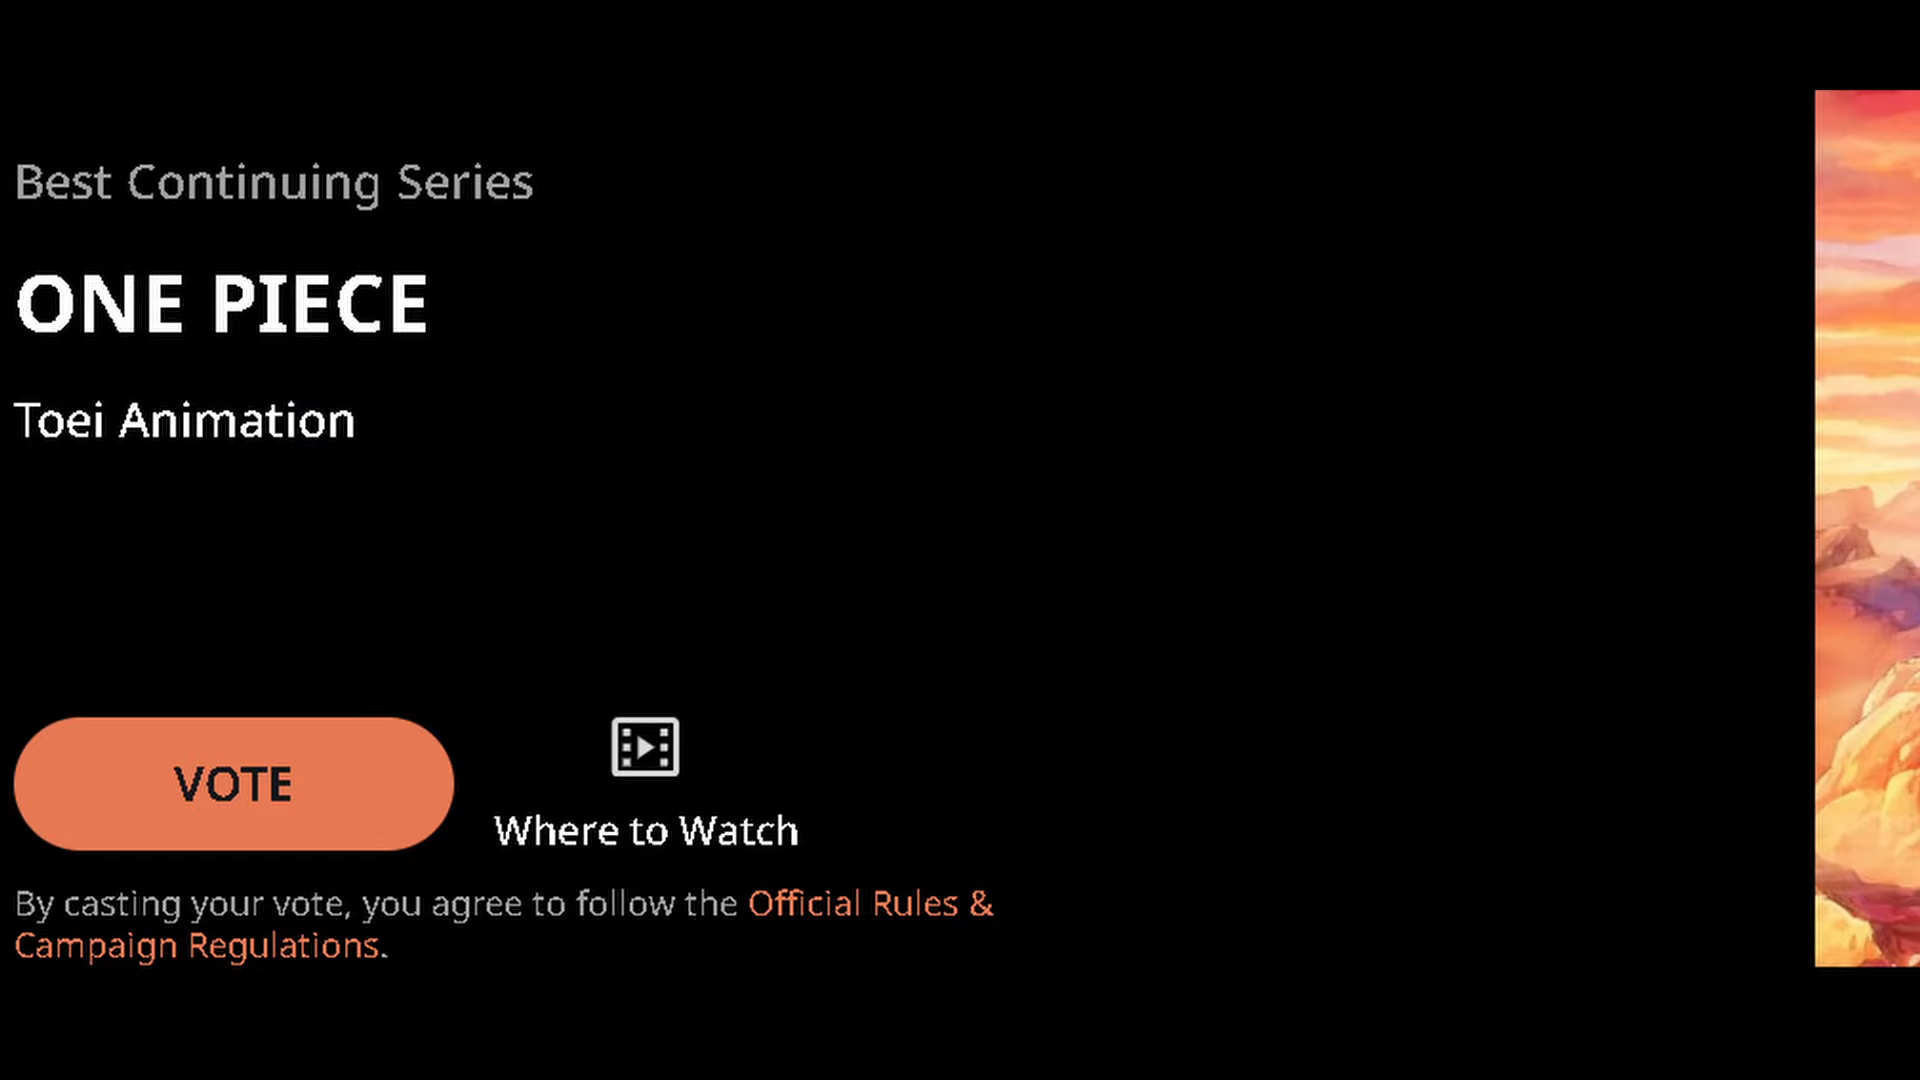 Best Continuing Series
ONE PIECE
Toei Animation
VOTE
Where to Watch
By casting your vote, you agree to follow the Official Rules &
Campaign Regulations.